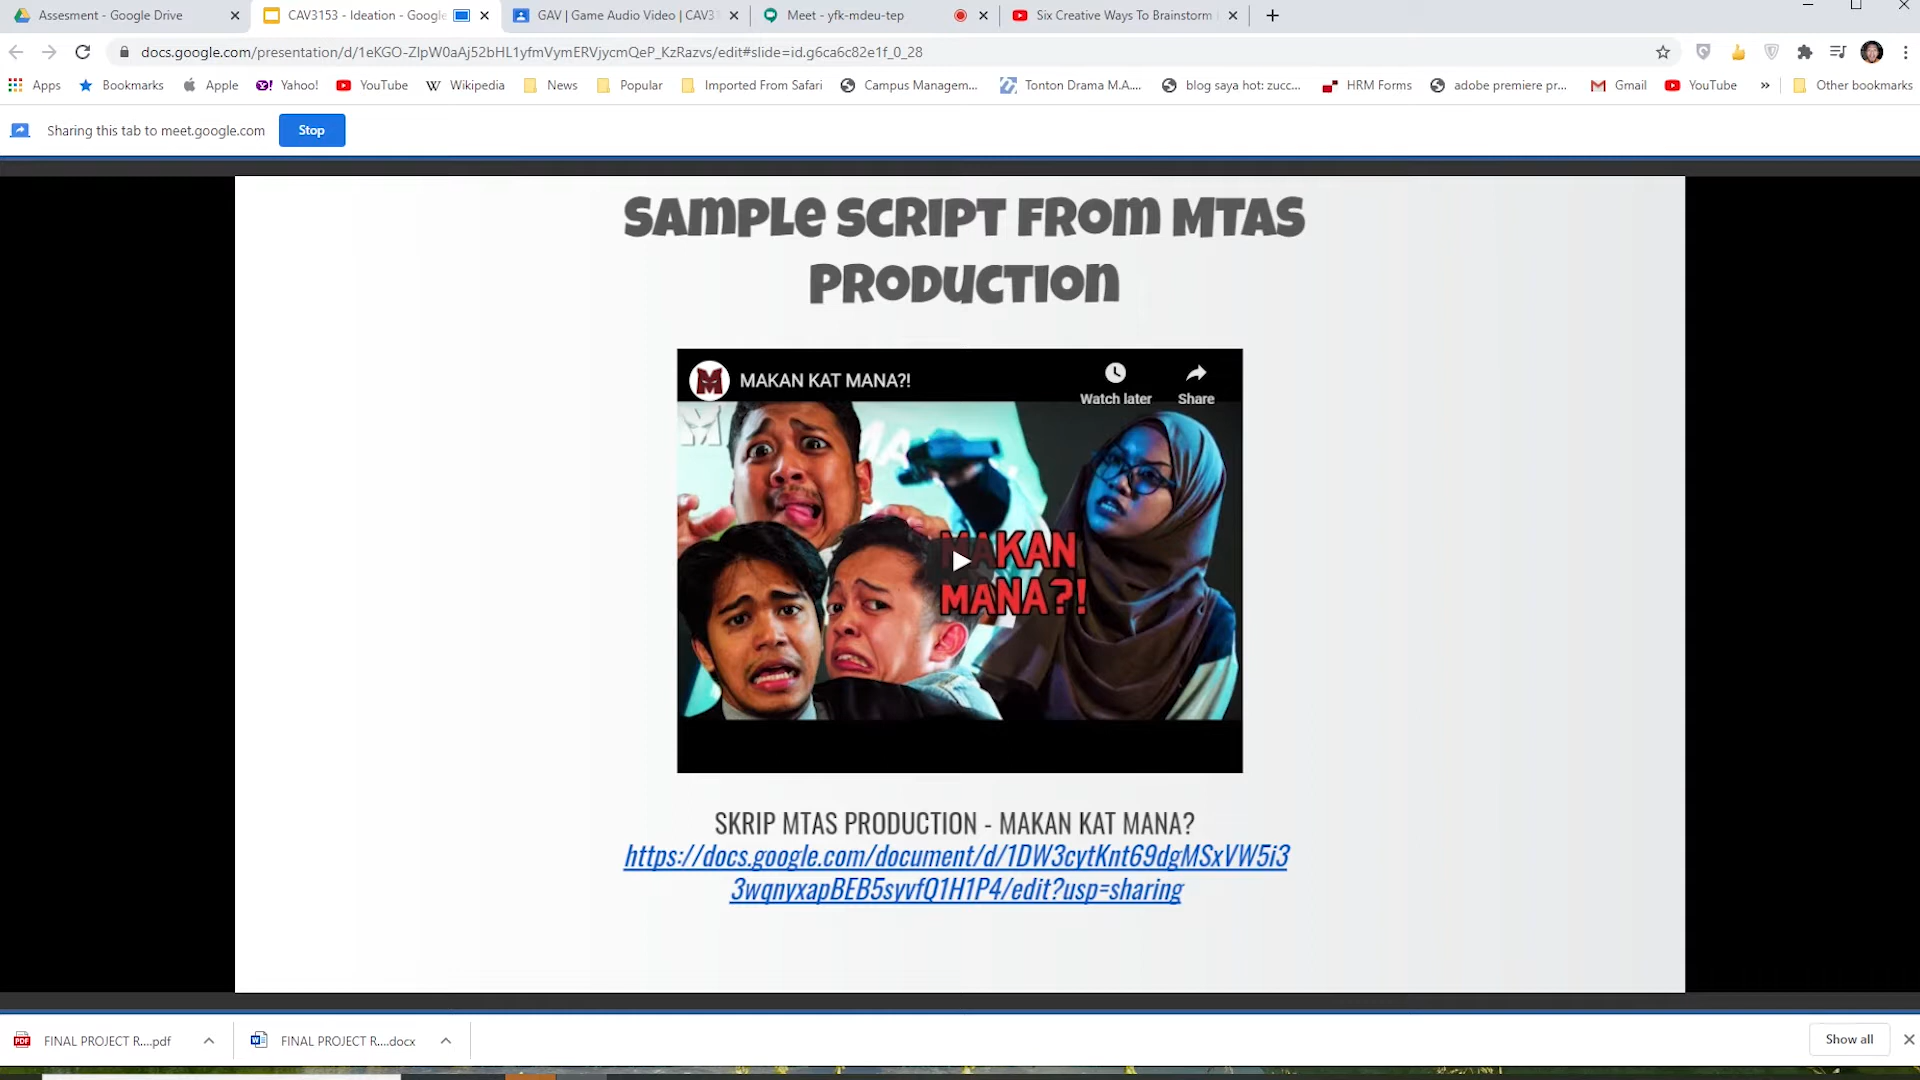 Assesment - Google Drive
CAV3153 - Ideation - Google
GAV | Game Audio Video | CAV3
Meet - yfk-mdeu-tep
Six Creative Ways To Brainstorm
docs.google.com/presentation/d/1eKGO-ZlpW0aAj52bHL1yfmVymERVjycmQeP_KzRazvs/edit#slide=id.g6ca6c82e1f_0_28
Apps
Bookmarks
Apple
Yahoo!
YouTube
Wikipedia
News
Popular
Imported From Safari
Campus Managem...
Tonton Drama M.A....
blog saya hot: zucc...
HRM Forms
adobe premiere pr...
Gmail
YouTube
»
Other bookmarks
Sharing this tab to meet.google.com
Stop
SAMPLE SCRIPT FROM MTAS
PRODUCTION
MAKAN KAT MANA?!
Watch later
Share
MAKAN
MANA?!
SKRIP MTAS PRODUCTION - MAKAN KAT MANA?
https://docs.google.com/document/d/1DW3cytKnt69dgMSxVW5i3
3wqnyxapBEB5syvfQ1H1P4/edit?usp=sharing
FINAL PROJECT R....pdf
FINAL PROJECT R....docx
Show all